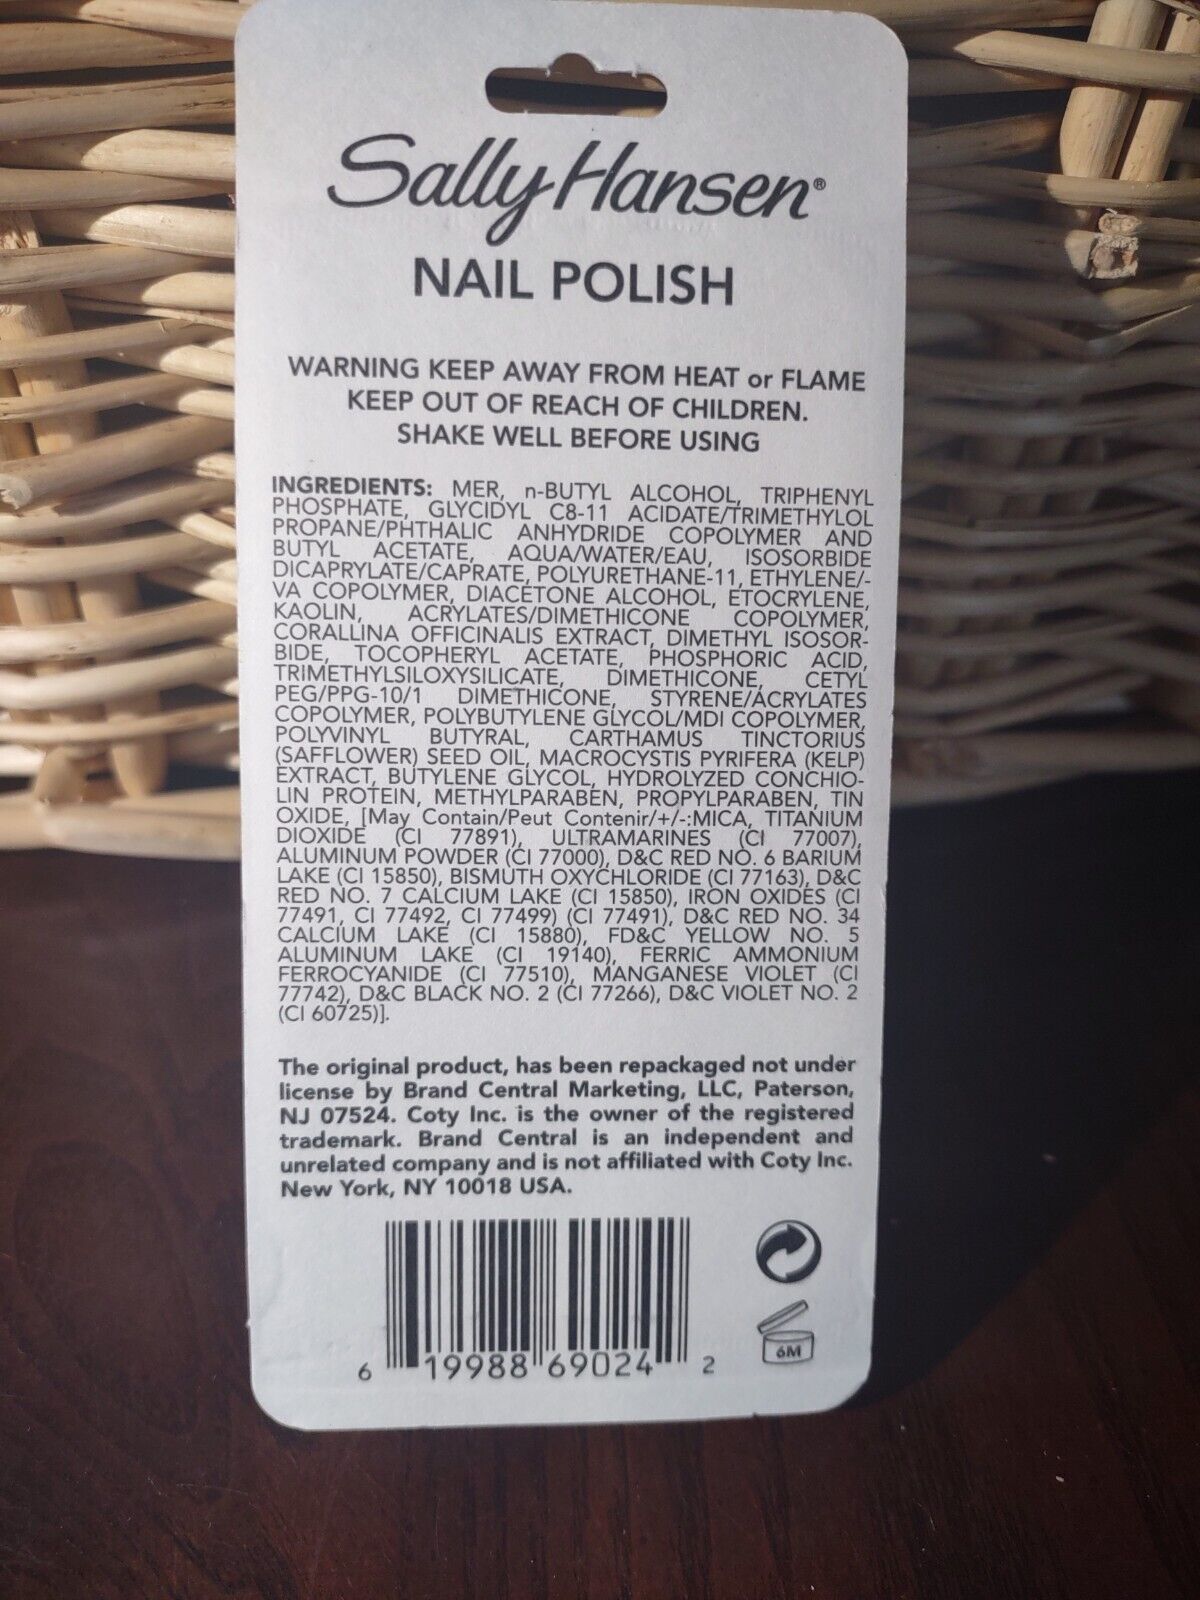 Sally Hansen®
NAIL POLISH
WARNING KEEP AWAY FROM HEAT or FLAME
KEEP OUT OF REACH OF CHILDREN.
SHAKE WELL BEFORE USING
INGREDIENTS: MER, n-BUTYL ALCOHOL, TRIPHENYL
PHOSPHATE, GLYCIDYL C8-11 ACIDATE/TRIMETHYLOL
PROPANE/PHTHALIC ANHYDRIDE COPOLYMER AND
BUTYL ACETATE, AQUA/WATER/EAU, ISOSORBIDE
DICAPRYLATE/CAPRATE, POLYURETHANE-11, ETHYLENE/-
VA COPOLYMER, DIACETONE ALCOHOL, ETOCRYLENE,
KAOLIN, ACRYLATES/DIMETHICONE COPOLYMER,
CORALLINA OFFICINALIS EXTRACT, DIMETHYL ISOSOR-
BIDE, TOCOPHERYL ACETATE, PHOSPHORIC ACID,
TRIMETHYLSILOXYSILICATE, DIMETHICONE, CETYL
PEG/PPG-10/1 DIMETHICONE, STYRENE/ACRYLATES
COPOLYMER, POLYBUTYLENE GLYCOL/MDI COPOLYMER,
POLYVINYL BUTYRAL, CARTHAMUS TINCTORIUS
(SAFFLOWER) SEED OIL, MACROCYSTIS PYRIFERA (KELP)
EXTRACT, BUTYLENE GLYCOL, HYDROLYZED CONCHIO-
LIN PROTEIN, METHYLPARABEN, PROPYLPARABEN, TIN
OXIDE, [May Contain/Peut Contenir/+/-:MICA, TITANIUM
DIOXIDE (CI 77891), ULTRAMARINES (CI 77007),
ALUMINUM POWDER (CI 77000), D&C RED NO. 6 BARIUM
LAKE (CI 15850), BISMUTH OXYCHLORIDE (CI 77163), D&C
RED NO. 7 CALCIUM LAKE (CI 15850), IRON OXIDES (CI
77491, CI 77492, CI 77499) (CI 77491), D&C RED NO. 34
CALCIUM LAKE (CI 15880), FD&C YELLOW NO. 5
ALUMINUM LAKE (CI 19140), FERRIC AMMONIUM
FERROCYANIDE (CI 77510), MANGANESE VIOLET (CI
77742), D&C BLACK NO. 2 (CI 77266), D&C VIOLET NO. 2
(CI 60725)].
The original product, has been repackaged not under
license by Brand Central Marketing, LLC, Paterson,
NJ 07524. Coty Inc. is the owner of the registered
trademark. Brand Central is an independent and
unrelated company and is not affiliated with Coty Inc.
New York, NY 10018 USA.
6M
6 19988 69024 2